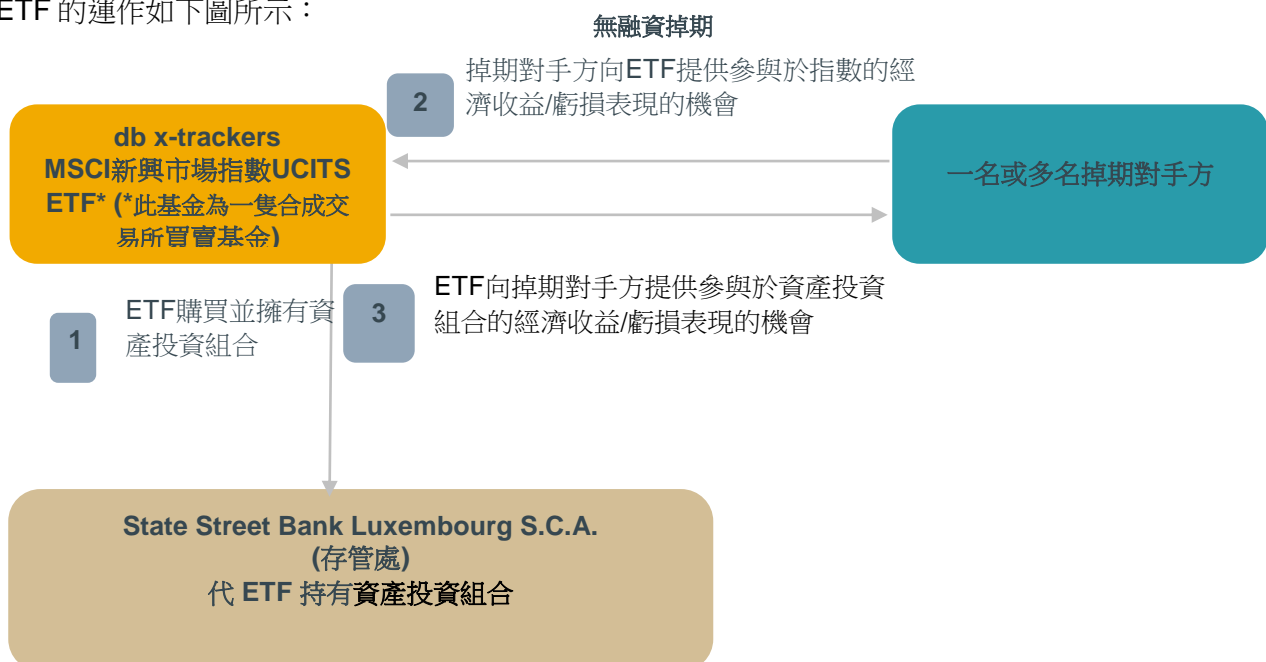 ETF 的運作如下圖所示：
無融資掉期
掉期對手方向ETF提供參與於指數的經
濟收益/虧損表現的機會
2
db x-trackers
MSCI新興市場指數UCITS
ETF* (*此基金為一隻合成交
易所買賣基金)
一名或多名掉期對手方
ETF向掉期對手方提供參與於資產投資
組合的經濟收益/虧損表現的機會
3
ETF購買並擁有資
產投資組合
1
State Street Bank Luxembourg S.C.A.
(存管處)
代 ETF 持有資產投資組合